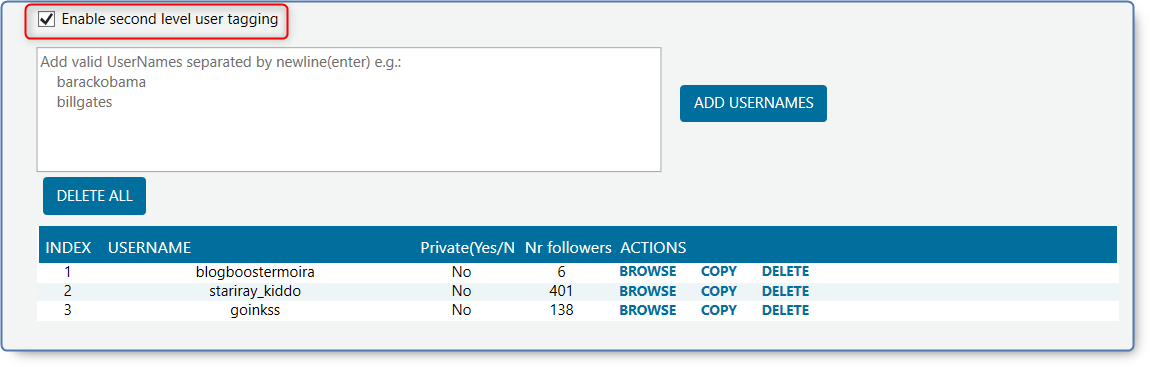 Enable second level user tagging
Add valid UserNames separated by newline(enter) e.g.:
barackobama
billgates
ADD USERNAMES
DELETE ALL
INDEX USERNAME Private(Yes/N Nr followers ACTIONS
1 blogboostermoira No 6 BROWSE COPY DELETE
2 stariray_kiddo No 401 BROWSE COPY DELETE
3 goinkss No 138 BROWSE COPY DELETE